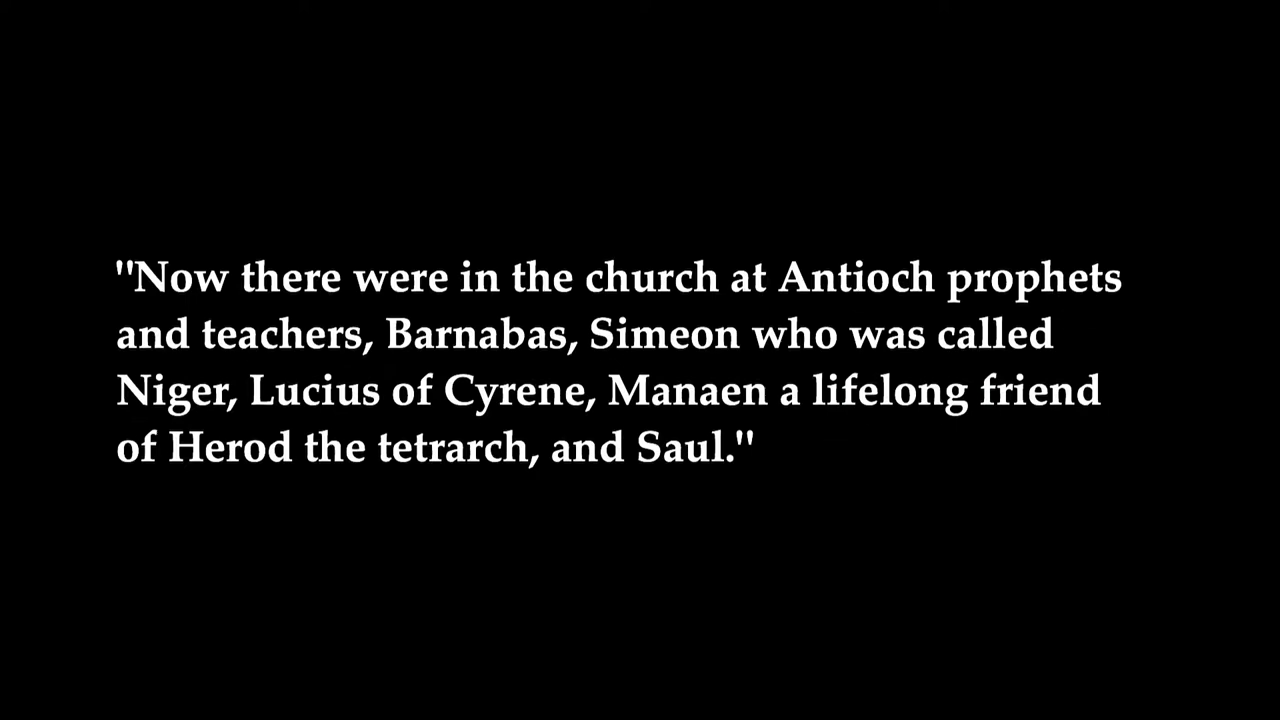 "Now there were in the church at Antioch prophets
and teachers, Barnabas, Simeon who was called
Niger, Lucius of Cyrene, Manaen a lifelong friend
of Herod the tetrarch, and Saul."